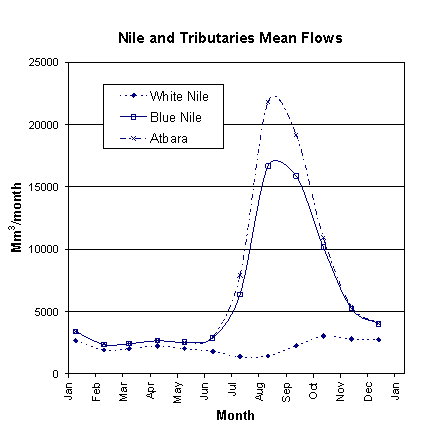 Nile and Tributaries Mean Flows
25000
20000
15000
10000
5000
0
Mm³/month
White Nile
Blue Nile
Atbara
Jan Feb Mar Apr May Jun Jul Aug Sep Oct Nov Dec Jan
Month